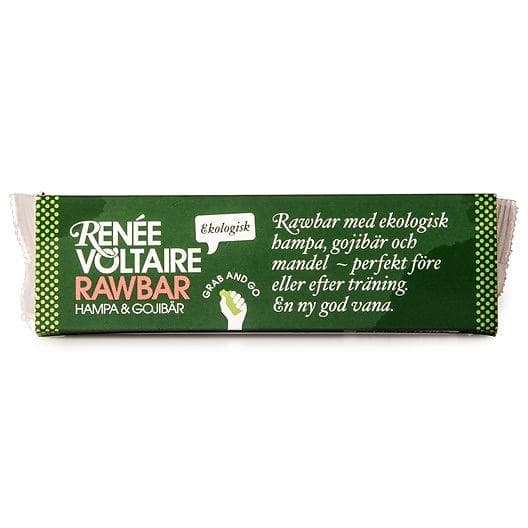 RENÉE
VOLTAIRE
RAWBAR
HAMPA & GOJIBÄR
Ekologisk
GRAB AND GO
Rawbar med ekologisk
hampa, gojibär och
mandel ~ perfekt före
eller efter träning.
En ny god vana.